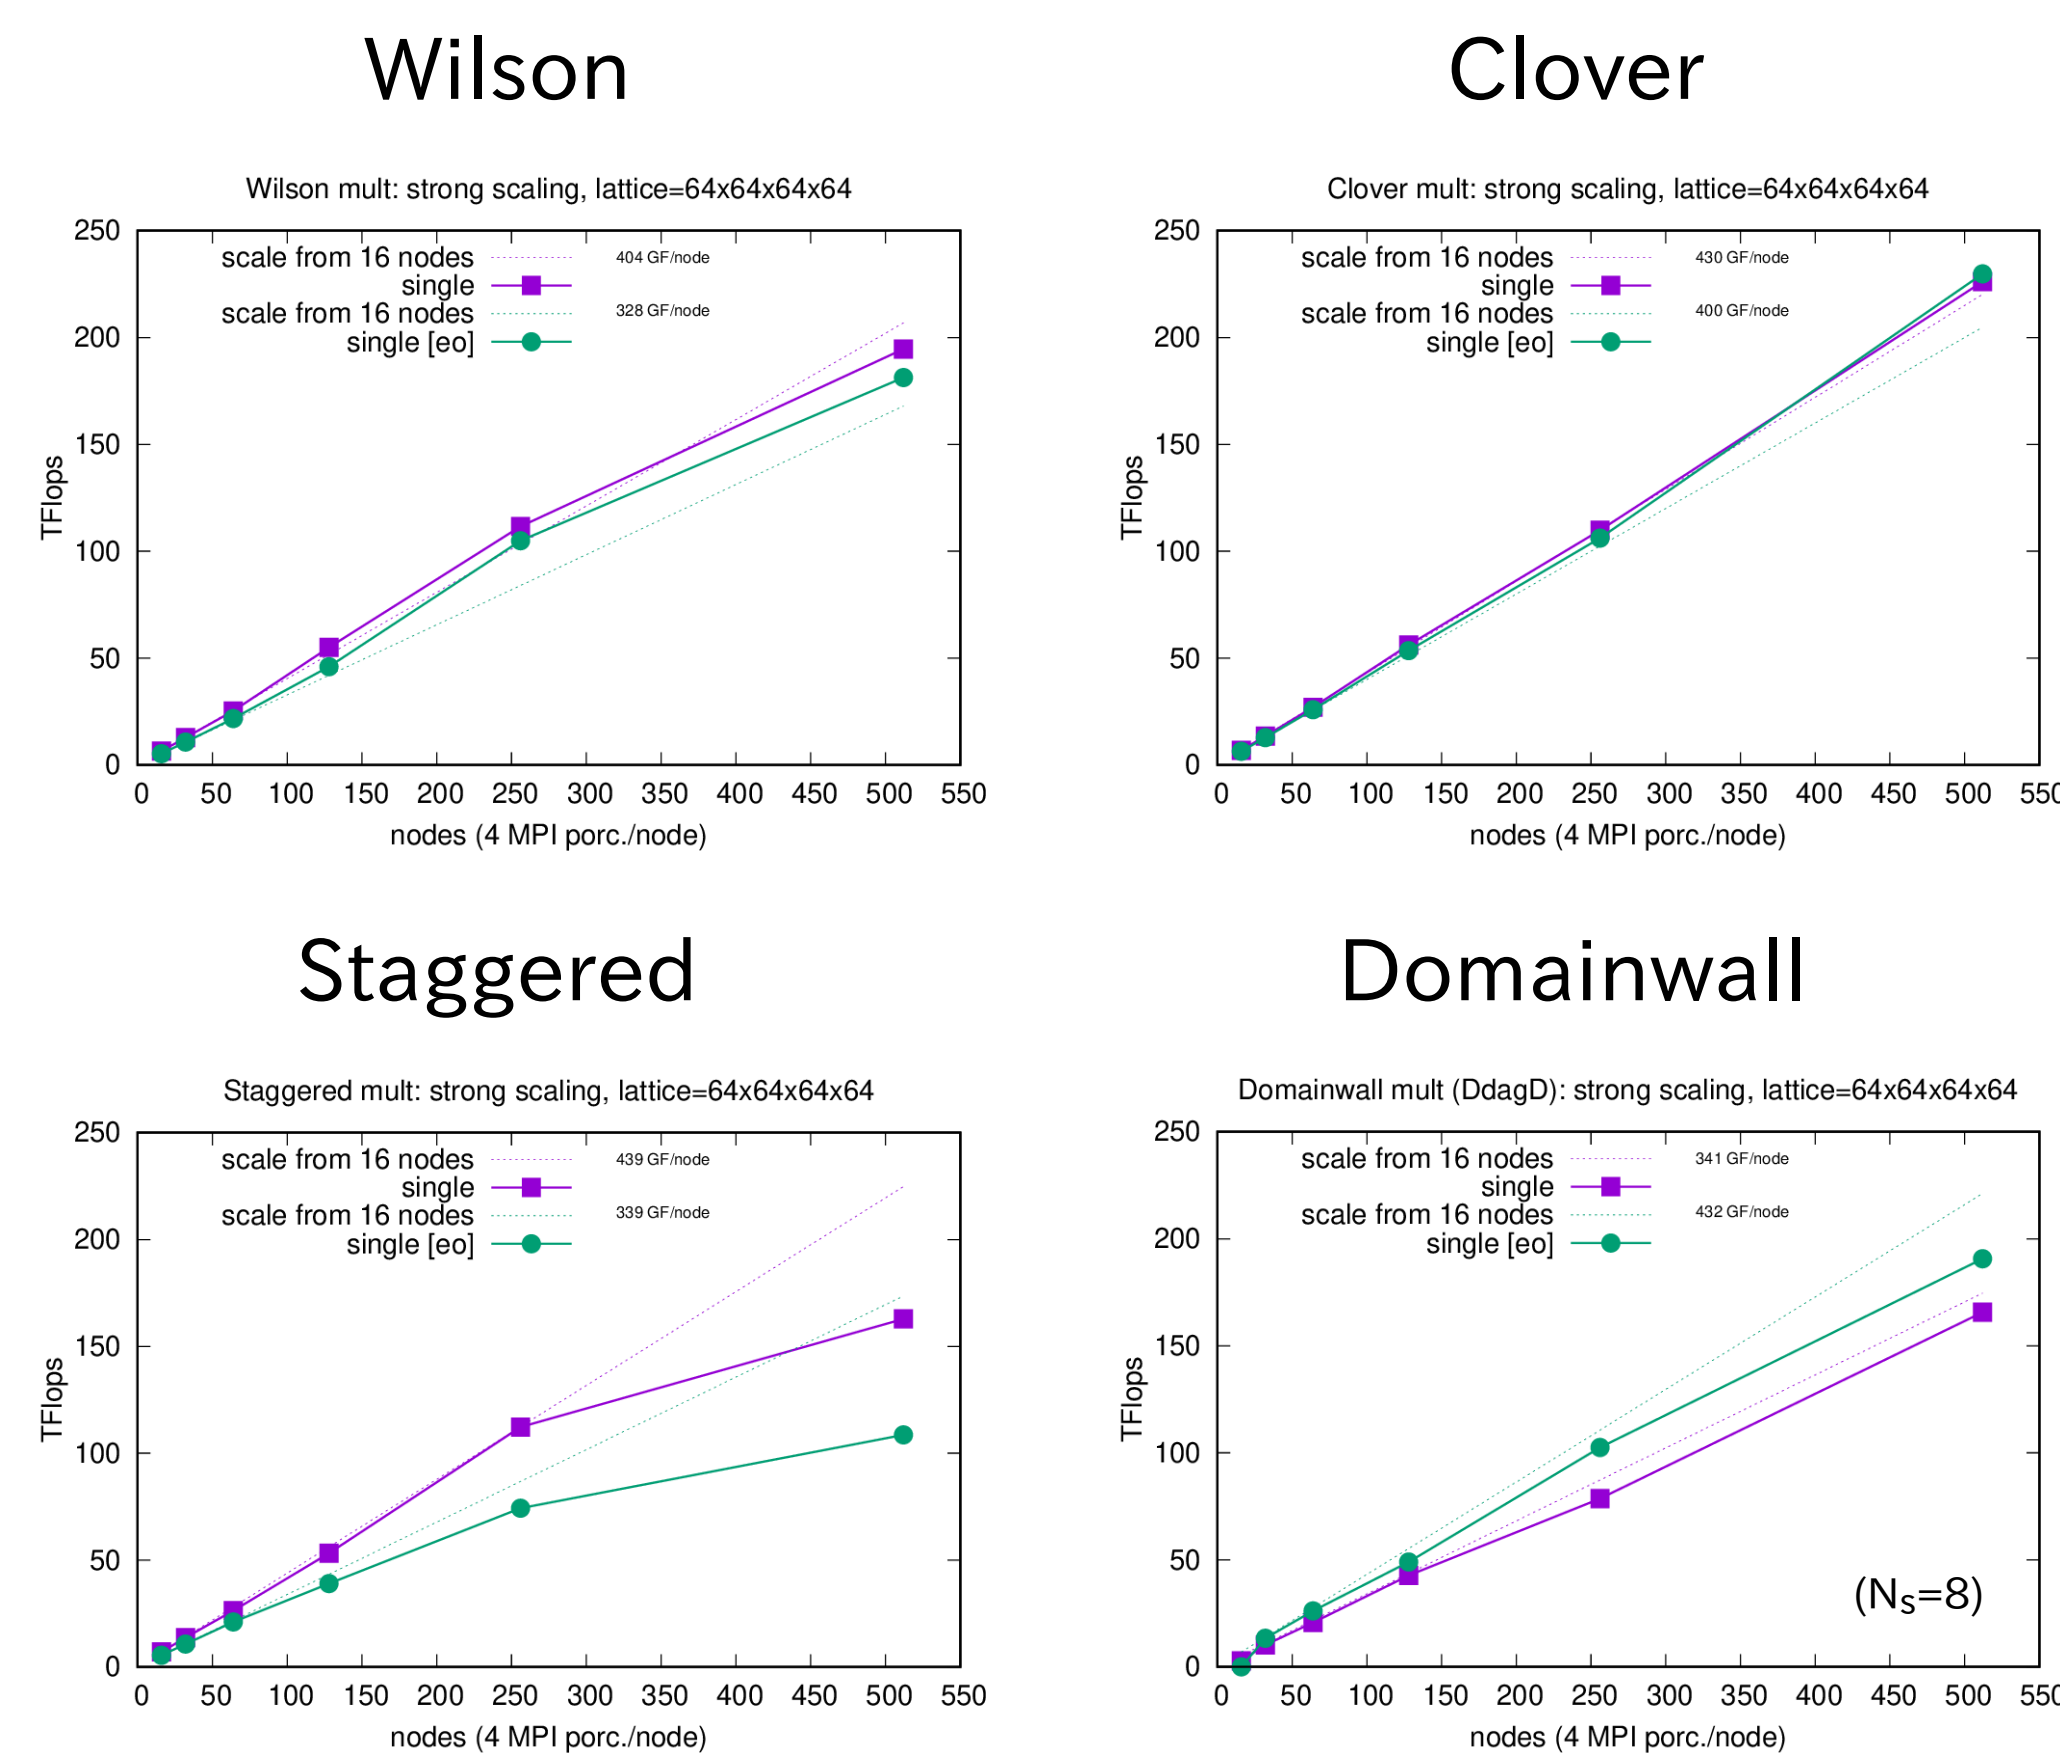 Wilson
Clover
Wilson mult: strong scaling, lattice=64x64x64x64
250
200
150
100
50
0
TFlops
scale from 16 nodes 404 GF/node
single
scale from 16 nodes 328 GF/node
single [eo]
0 50 100 150 200 250 300 350 400 450 500 550
nodes (4 MPI porc./node)
Clover mult: strong scaling, lattice=64x64x64x64
250
200
150
100
50
0
TFlops
scale from 16 nodes 430 GF/node
single
scale from 16 nodes 400 GF/node
single [eo]
0 50 100 150 200 250 300 350 400 450 500 550
nodes (4 MPI porc./node)
Staggered
Domainwall
Staggered mult: strong scaling, lattice=64x64x64x64
250
200
150
100
50
0
TFlops
scale from 16 nodes 439 GF/node
single
scale from 16 nodes 339 GF/node
single [eo]
0 50 100 150 200 250 300 350 400 450 500 550
nodes (4 MPI porc./node)
Domainwall mult (DdagD): strong scaling, lattice=64x64x64x64
250
200
150
100
50
0
TFlops
scale from 16 nodes 341 GF/node
single
scale from 16 nodes 432 GF/node
single [eo]
(Ns=8)
0 50 100 150 200 250 300 350 400 450 500 550
nodes (4 MPI porc./node)